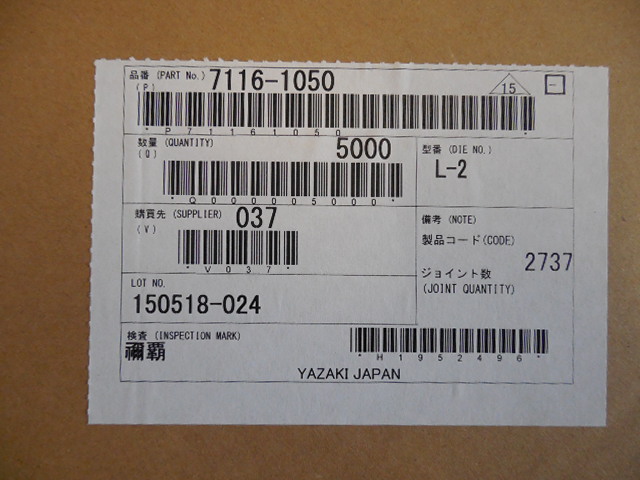 品番 (PART No.) 7116-1050
(P)
15
*P71161050*
数量 (QUANTITY) 5000
(Q)
*Q0000005000*
型番 (DIE NO.)
L-2
購買先 (SUPPLIER) 037
(V)
*V037*
備考 (NOTE)
製品コード(CODE)
2737
ジョイント数
(JOINT QUANTITY)
LOT NO.
150518-024
検査 (INSPECTION MARK)
禰覇
*H1952496*
YAZAKI JAPAN